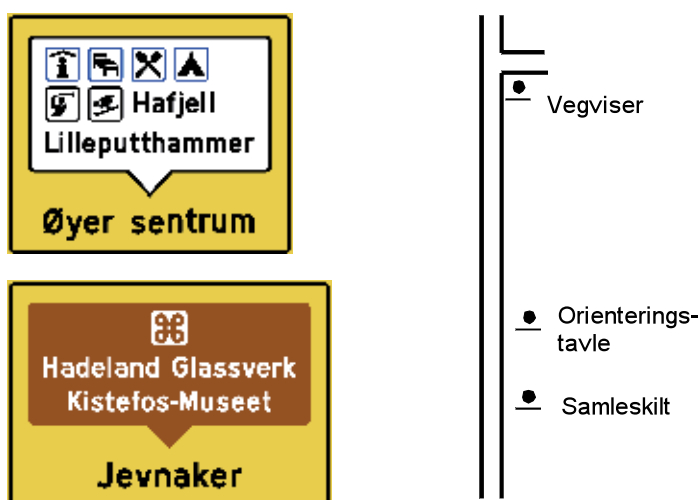 Hafjell
Lilleputthammer
Øyer sentrum
Hadeland Glassverk
Kistefos-Museet
Jevnaker
Vegviser
Orienterings-
tavle
Samleskilt